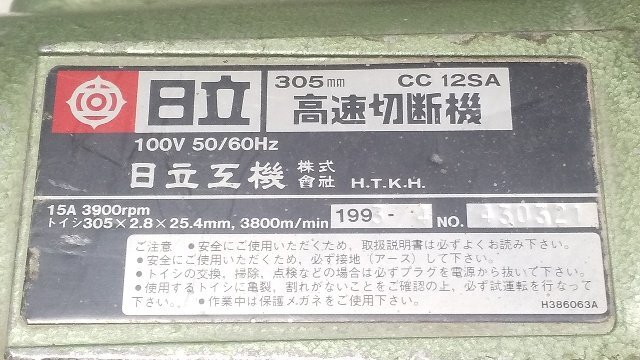 日立
305mm CC 12SA
高速切断機
100V 50/60Hz
日立工機 株式會社 H.T.K.H.
15A 3900rpm
トイシ305×2.8×25.4mm, 3800m/min
1993-4 NO. 430321
ご注意 ●安全にご使用いただくため、取扱説明書は必ずよくお読み下さい。
●安全にご使用いただくため、必ず接地(アース)して下さい。
●トイシの交換、掃除、点検などの場合は必ずプラグを電源から抜いて下さい。
●使用するトイシに亀裂、割れがないことをご確認の上、必ず試運転を行なって下さい。 ●作業中は保護メガネをご使用下さい。
H386063A